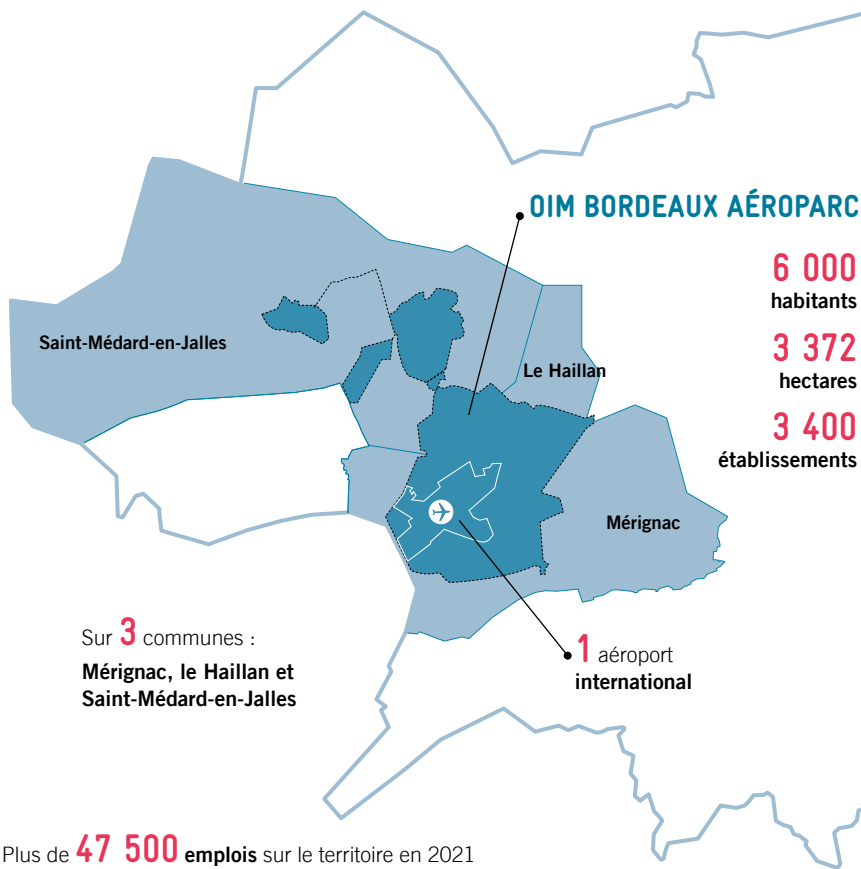 OIM BORDEAUX AÉROPARC
6 000
habitants
3 372
hectares
3 400
établissements
Saint-Médard-en-Jalles
Le Haillan
Mérignac
Sur 3 communes :
Mérignac, le Haillan et
Saint-Médard-en-Jalles
1 aéroport
international
Plus de 47 500 emplois sur le territoire en 2021